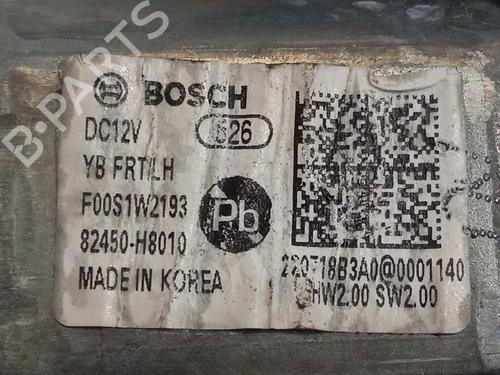 BOSCH
DC12V 626
YB FRT/LH
F00S1W2193
Pb
82450-H8010
MADE IN KOREA
220718B3A0@0001140
HW2.00 SW2.00
B-PARTS